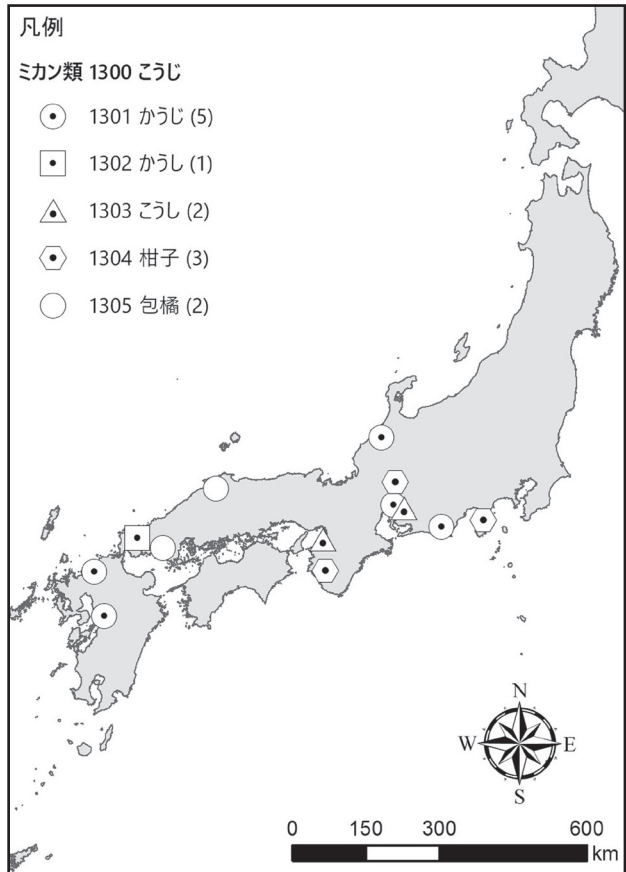 凡例
ミカン類 1300 こうじ
1301 かうじ (5)
1302 かうし (1)
1303 こうし (2)
1304 柑子 (3)
1305 包橘 (2)
N
W E
S
0 150 300 600
km